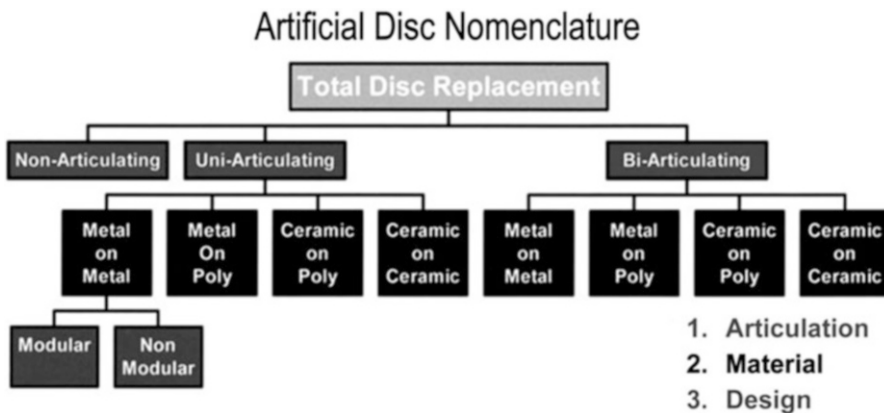 Artificial Disc Nomenclature
Total Disc Replacement
Non-Articulating
Uni-Articulating
Bi-Articulating
Metal
on
Metal
Metal
On
Poly
Ceramic
on
Poly
Ceramic
on
Ceramic
Metal
on
Metal
Metal
on
Poly
Ceramic
on
Poly
Ceramic
on
Ceramic
Modular
Non
Modular
1. Articulation
2. Material
3. Design